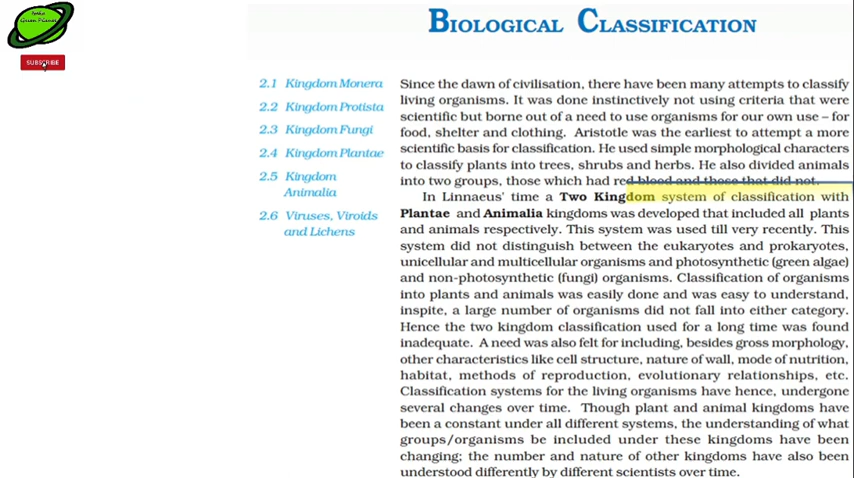 BIOLOGICAL CLASSIFICATION
Green Planet
SUBSCRIBE
2.1 Kingdom Monera
2.2 Kingdom Protista
2.3 Kingdom Fungi
2.4 Kingdom Plantae
2.5 Kingdom
Animalia
2.6 Viruses, Viroids
and Lichens
Since the dawn of civilisation, there have been many attempts to classify
living organisms. It was done instinctively not using criteria that were
scientific but borne out of a need to use organisms for our own use – for
food, shelter and clothing. Aristotle was the earliest to attempt a more
scientific basis for classification. He used simple morphological characters
to classify plants into trees, shrubs and herbs. He also divided animals
into two groups, those which had red blood and those that did not.
In Linnaeus' time a Two Kingdom system of classification with
Plantae and Animalia kingdoms was developed that included all plants
and animals respectively. This system was used till very recently. This
system did not distinguish between the eukaryotes and prokaryotes,
unicellular and multicellular organisms and photosynthetic (green algae)
and non-photosynthetic (fungi) organisms. Classification of organisms
into plants and animals was easily done and was easy to understand,
inspite, a large number of organisms did not fall into either category.
Hence the two kingdom classification used for a long time was found
inadequate. A need was also felt for including, besides gross morphology,
other characteristics like cell structure, nature of wall, mode of nutrition,
habitat, methods of reproduction, evolutionary relationships, etc.
Classification systems for the living organisms have hence, undergone
several changes over time. Though plant and animal kingdoms have
been a constant under all different systems, the understanding of what
groups/organisms be included under these kingdoms have been
changing; the number and nature of other kingdoms have also been
understood differently by different scientists over time.